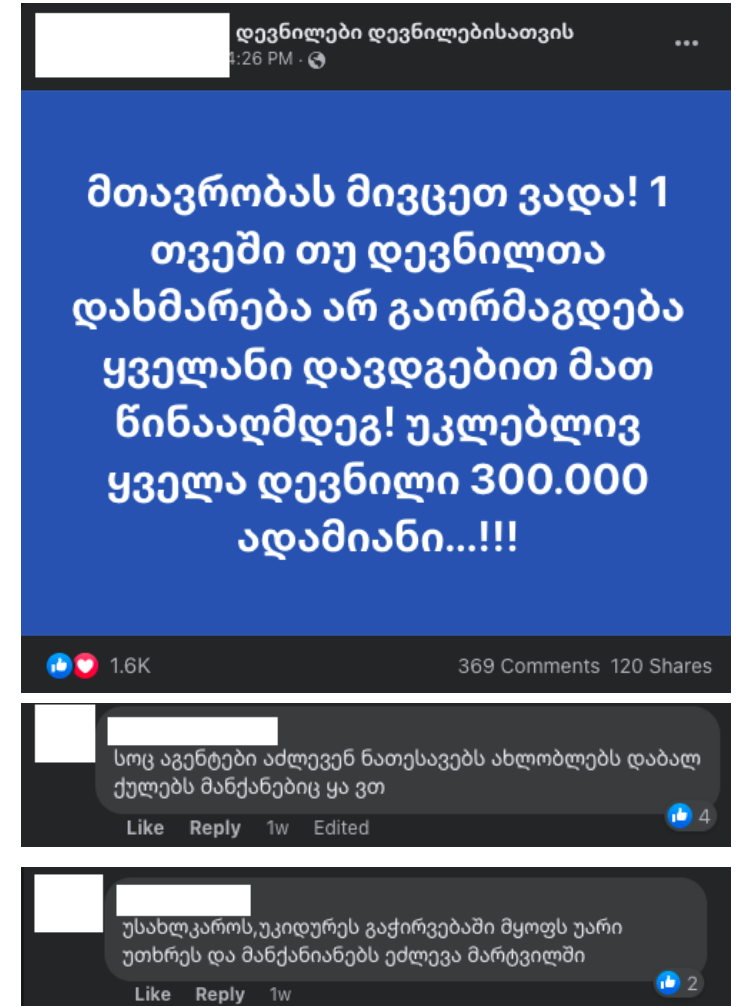 დევნილები დევნილებისათვის
4:26 PM
მთავრობას მივცეთ ვადა! 1
თვეში თუ დევნილთა
დახმარება არ გაორმაგდება
ყველანი დავდგებით მათ
წინააღმდეგ! უკლებლივ
ყველა დევნილი 300.000
ადამიანი...!!!
1.6K 369 Comments 120 Shares
სოც აგენტები აძლევენ ნათესავებს ახლობლებს დაბალ
ქულებს მანქანებიც ყა ვთ
Like Reply 1w Edited 4
უსახლკაროს,უკიდურეს გაჭირვებაში მყოფს უარი
უთხრეს და მანქანიანებს ეძლევა მარტვილში
Like Reply 1w 2